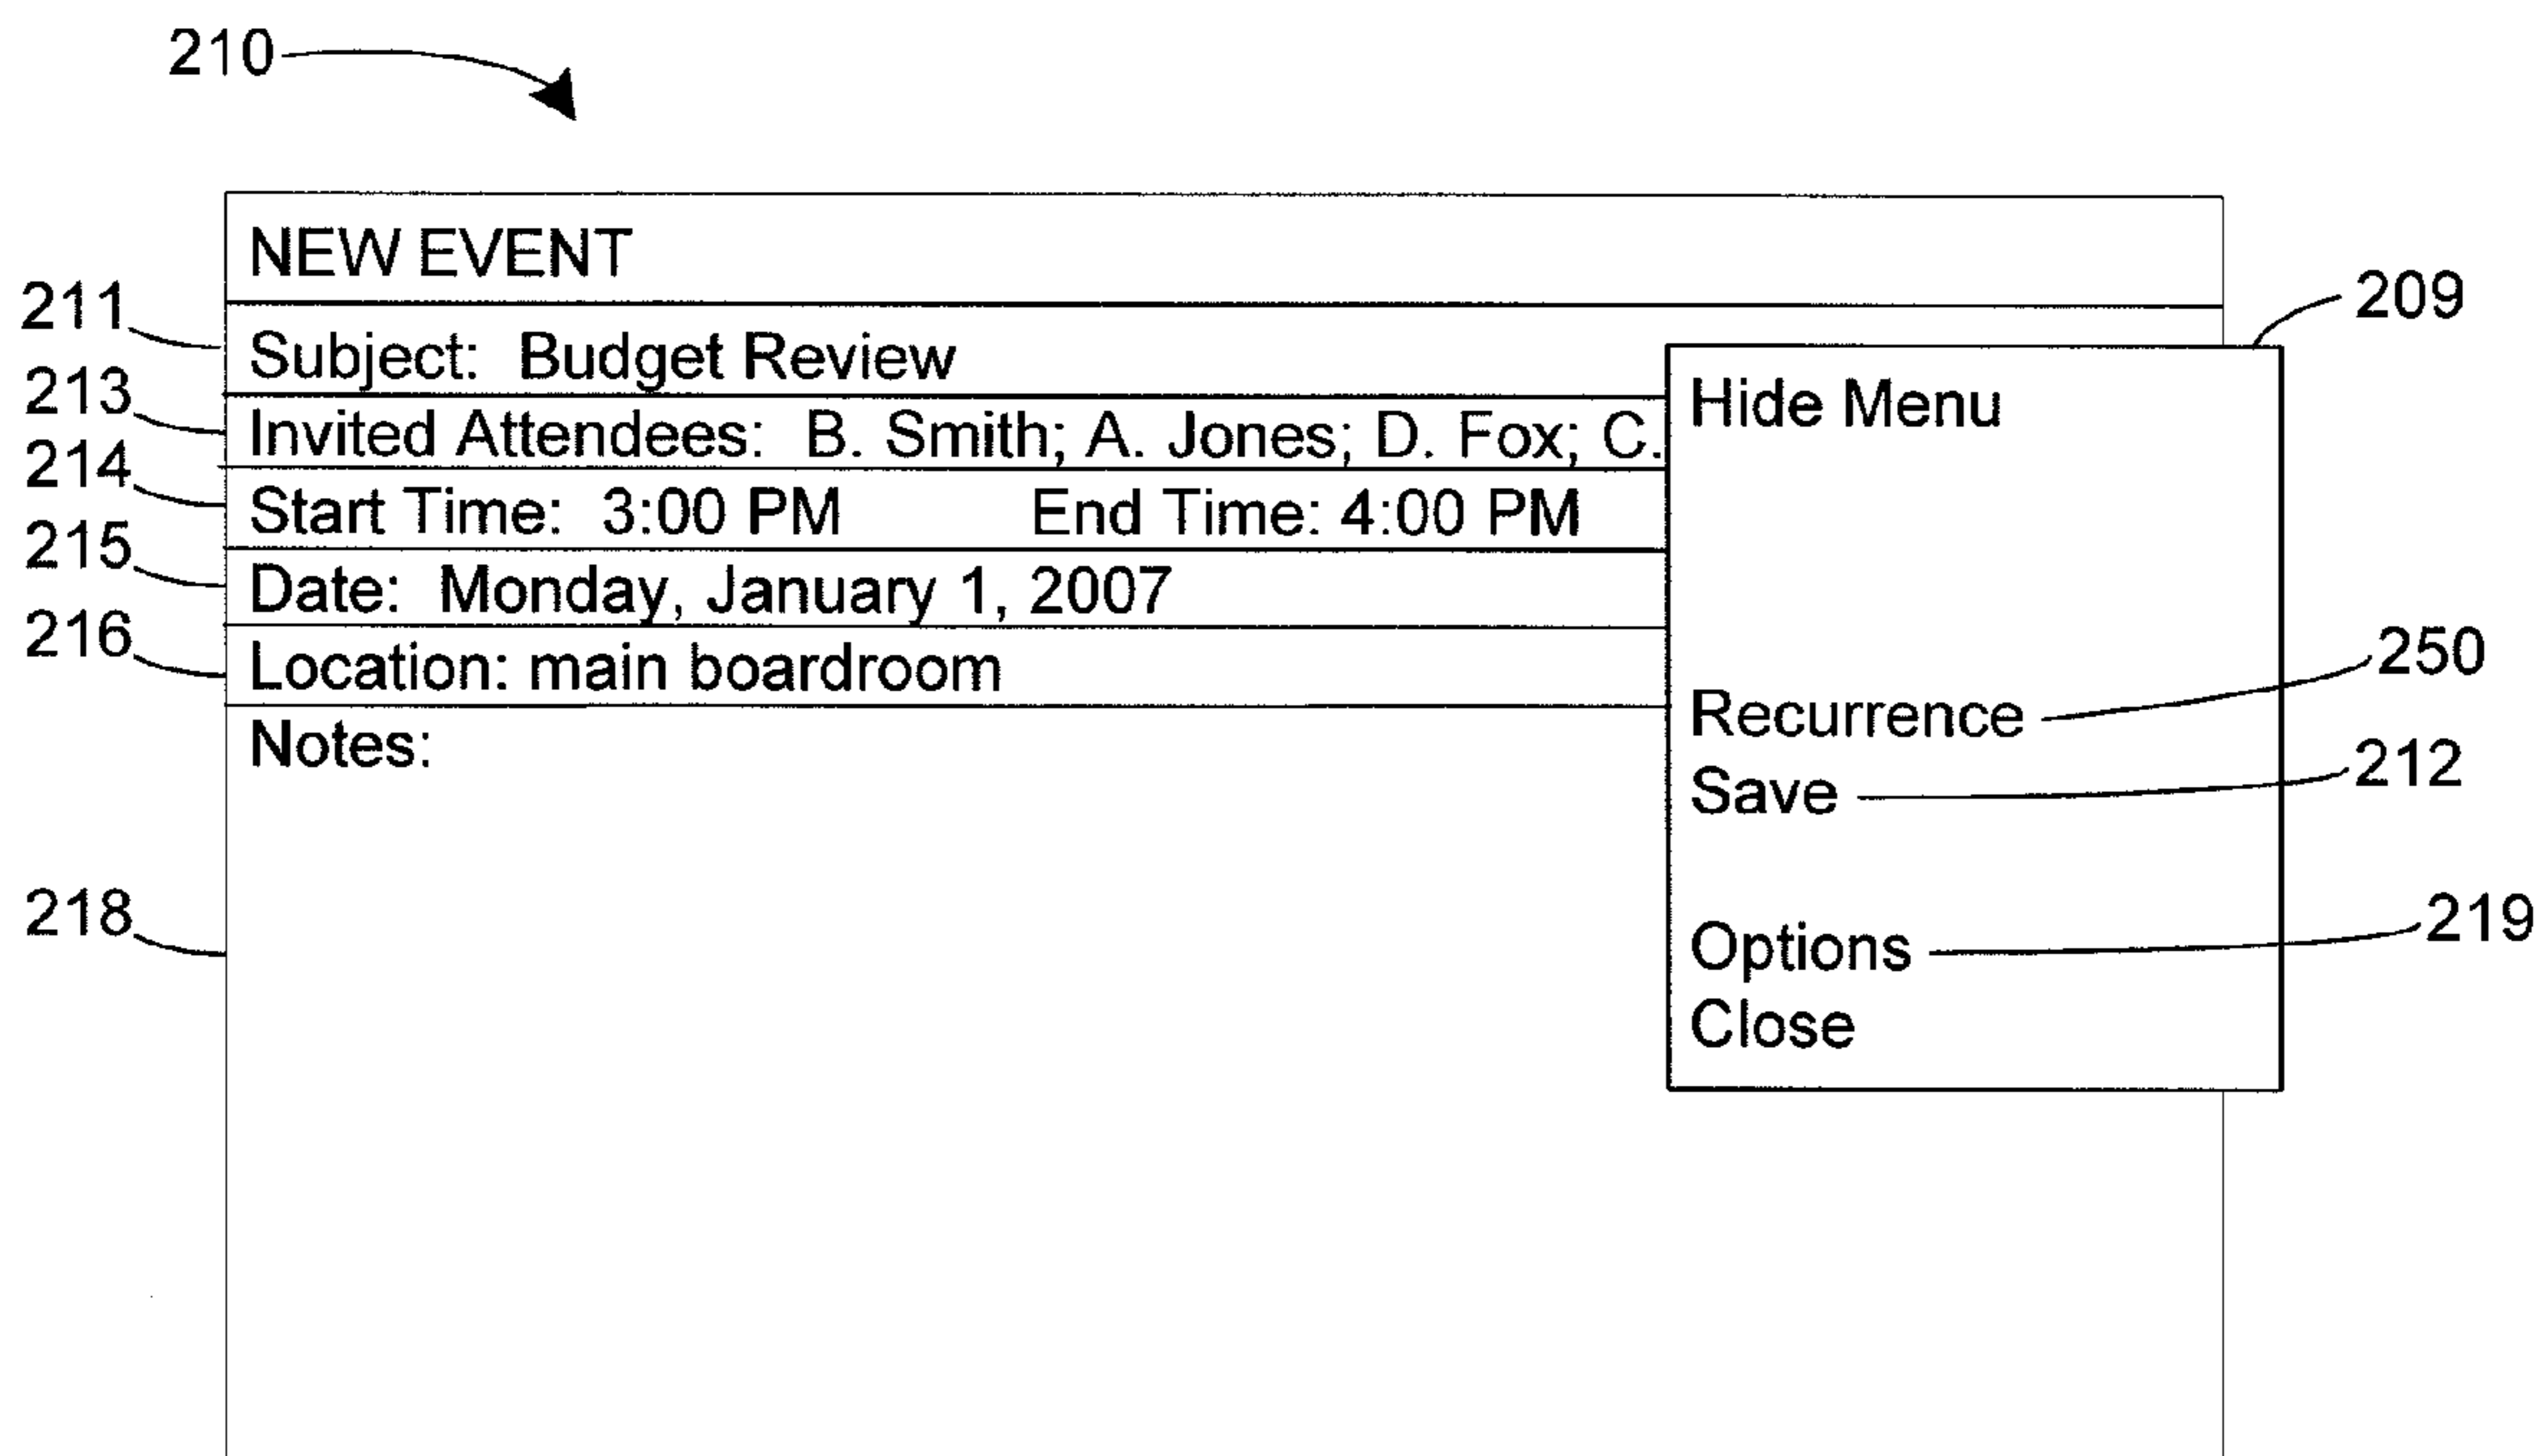 210
NEW EVENT
211
Subject: Budget Review
209
213
Invited Attendees: B. Smith; A. Jones; D. Fox; C.
Hide Menu
214
Start Time: 3:00 PM End Time: 4:00 PM
215
Date: Monday, January 1, 2007
216
Location: main boardroom
250
Recurrence
Notes:
212
Save
218
219
Options
Close